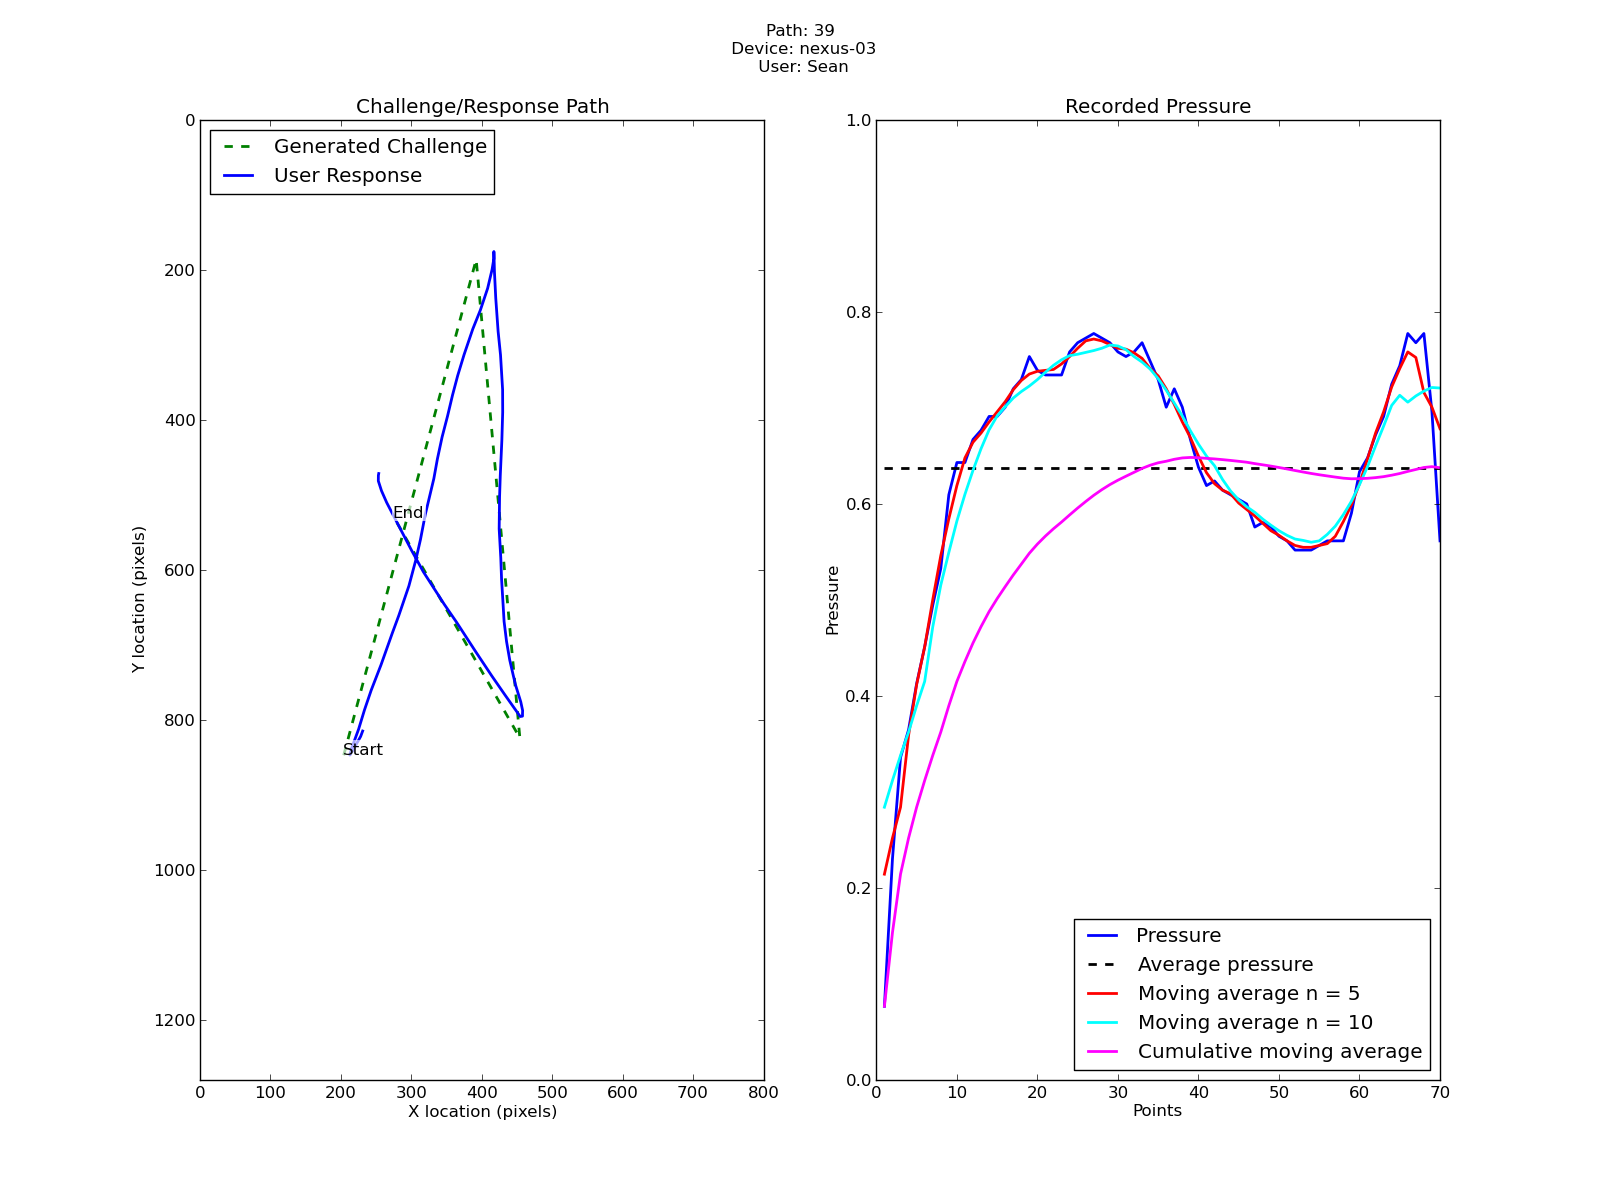 Path: 39
Device: nexus-03
User: Sean
Challenge/Response Path
Generated Challenge
User Response
0
200
400
600
800
1000
1200
Y location (pixels)
End
Start
0 100 200 300 400 500 600 700 800
X location (pixels)
Recorded Pressure
1.0
0.8
0.6
0.4
0.2
0.0
Pressure
Pressure
Average pressure
Moving average n = 5
Moving average n = 10
Cumulative moving average
0 10 20 30 40 50 60 70
Points